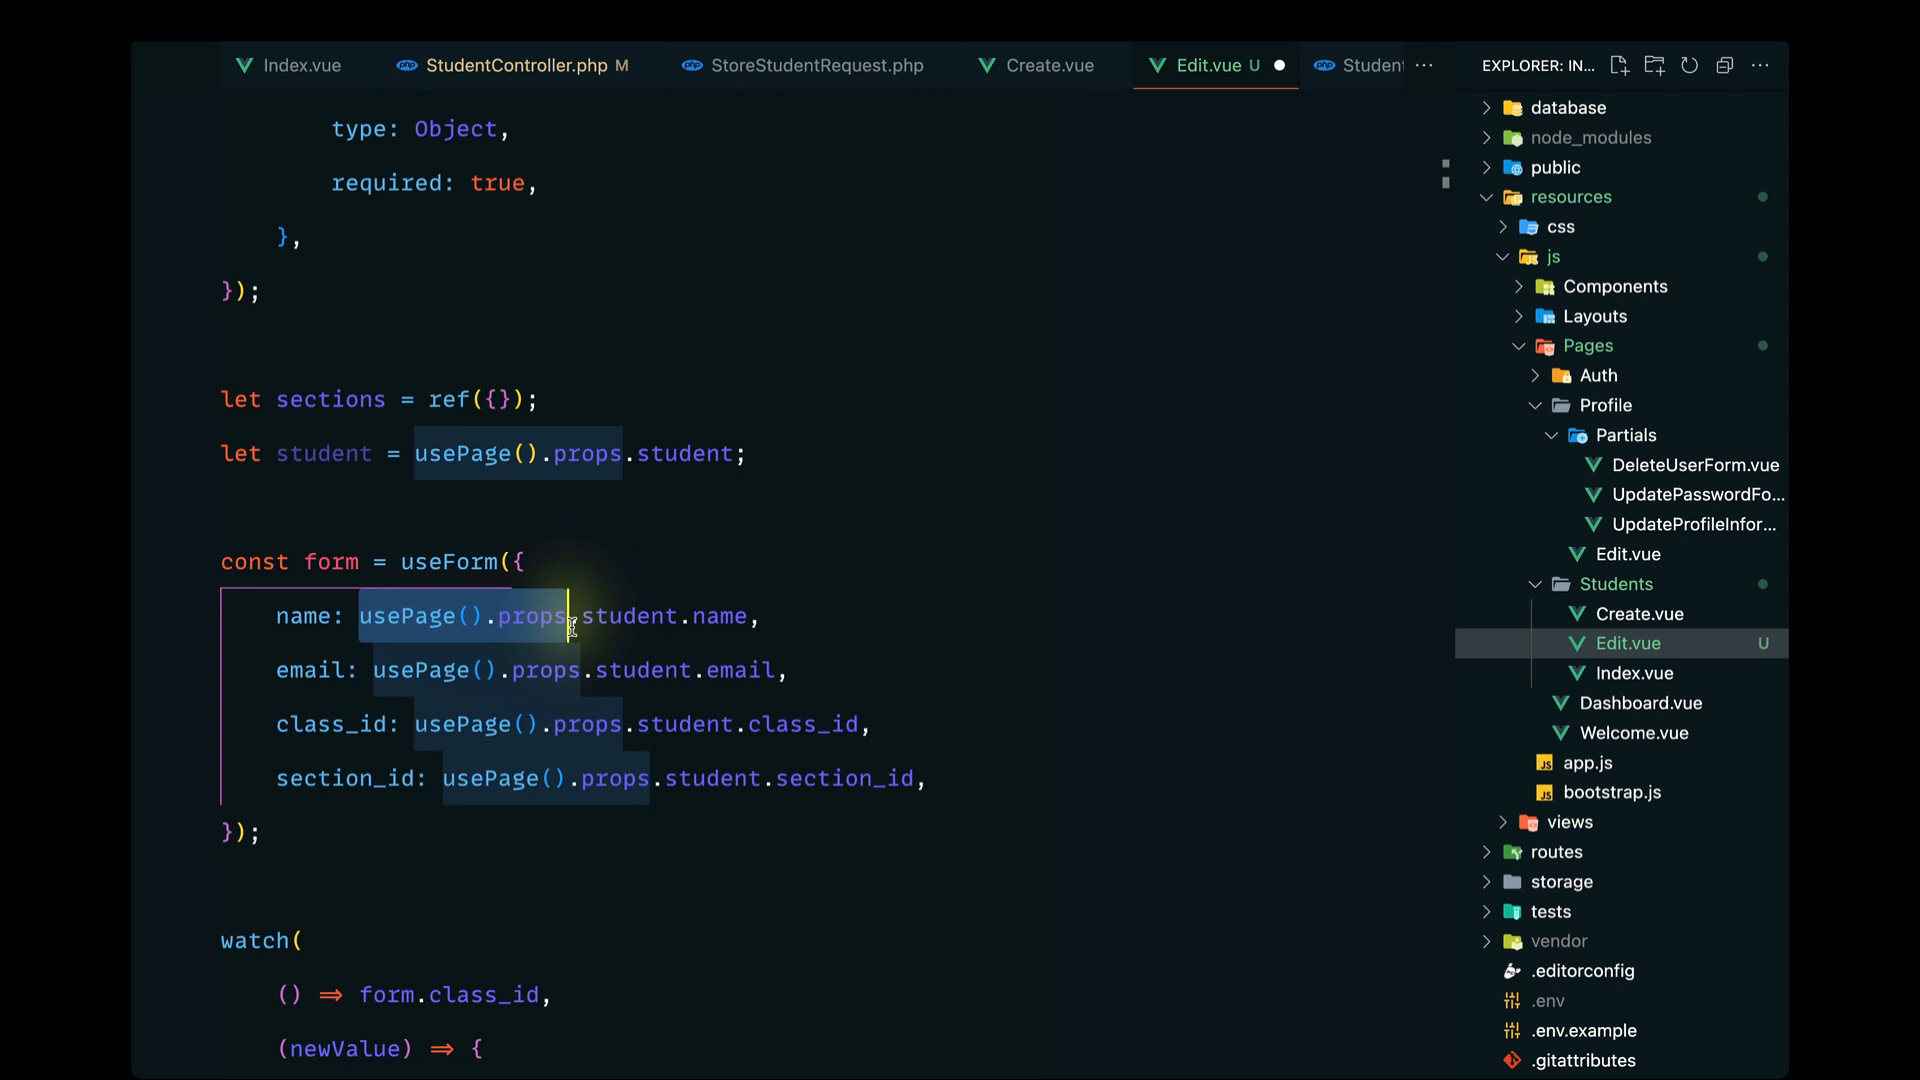 Index.vue
StudentController.php M
StoreStudentRequest.php
Create.vue
Edit.vue U
Student
EXPLORER: IN...
type: Object,
required: true,
},
});
let sections = ref({});
let student = usePage().props.student;
const form = useForm({
name: usePage().props.student.name,
email: usePage().props.student.email,
class_id: usePage().props.student.class_id,
section_id: usePage().props.student.section_id,
});
watch(
() ⇒ form.class_id,
(newValue) ⇒ {
database
node_modules
public
resources
css
js
Components
Layouts
Pages
Auth
Profile
Partials
DeleteUserForm.vue
UpdatePasswordFo...
UpdateProfileInfor...
Edit.vue
Students
Create.vue
Edit.vue U
Index.vue
Dashboard.vue
Welcome.vue
app.js
bootstrap.js
views
routes
storage
tests
vendor
.editorconfig
.env
.env.example
.gitattributes